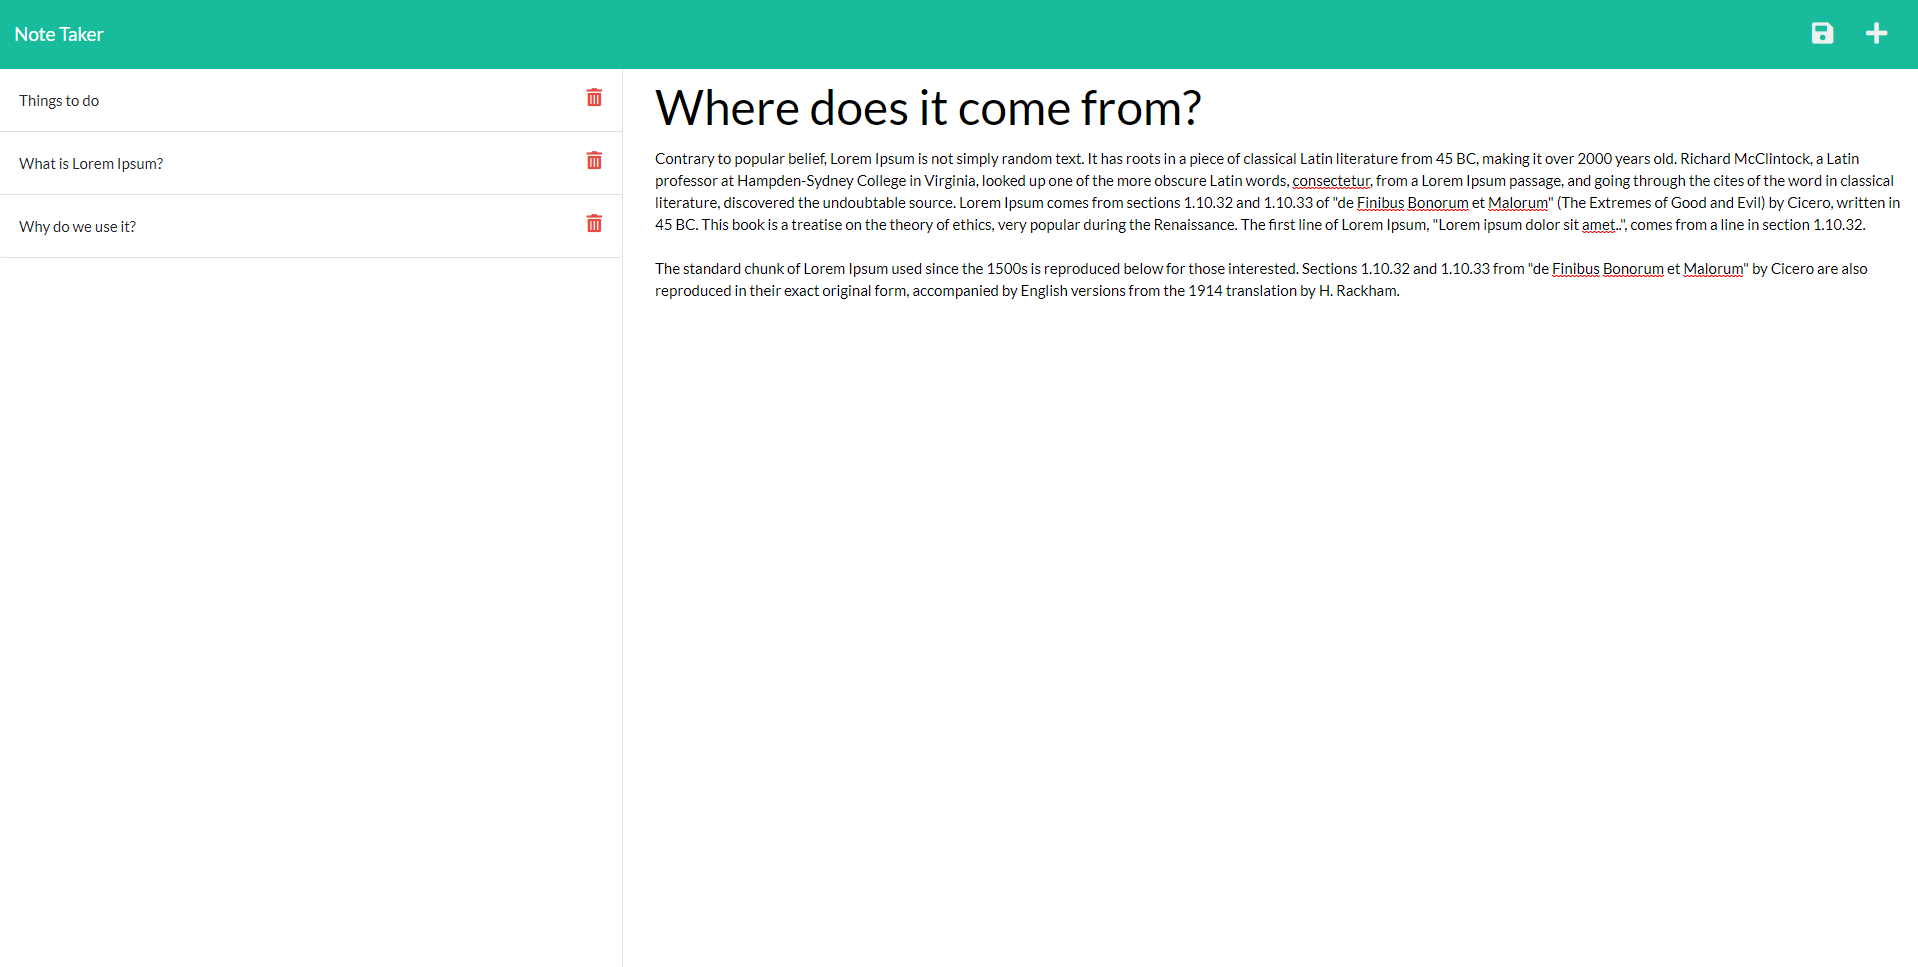 Note Taker
Things to do
What is Lorem Ipsum?
Why do we use it?
Where does it come from?
Contrary to popular belief, Lorem Ipsum is not simply random text. It has roots in a piece of classical Latin literature from 45 BC, making it over 2000 years old. Richard McClintock, a Latin
professor at Hampden-Sydney College in Virginia, looked up one of the more obscure Latin words, consectetur, from a Lorem Ipsum passage, and going through the cites of the word in classical
literature, discovered the undoubtable source. Lorem Ipsum comes from sections 1.10.32 and 1.10.33 of "de Finibus Bonorum et Malorum" (The Extremes of Good and Evil) by Cicero, written in
45 BC. This book is a treatise on the theory of ethics, very popular during the Renaissance. The first line of Lorem Ipsum, "Lorem ipsum dolor sit amet..", comes from a line in section 1.10.32.
The standard chunk of Lorem Ipsum used since the 1500s is reproduced below for those interested. Sections 1.10.32 and 1.10.33 from "de Finibus Bonorum et Malorum" by Cicero are also
reproduced in their exact original form, accompanied by English versions from the 1914 translation by H. Rackham.